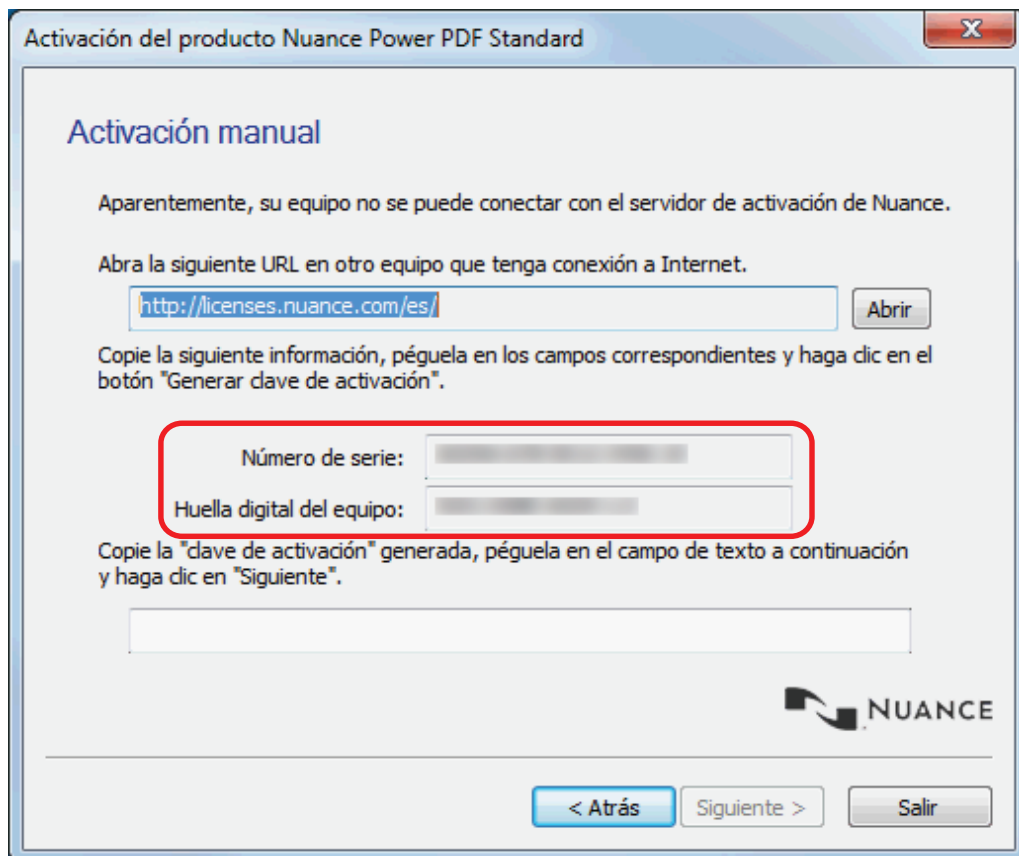 Activación del producto Nuance Power PDF Standard
Activación manual
Aparentemente, su equipo no se puede conectar con el servidor de activación de Nuance.
Abra la siguiente URL en otro equipo que tenga conexión a Internet.
http://licenses.nuance.com/es/
Abrir
Copie la siguiente información, péguela en los campos correspondientes y haga clic en el
botón "Generar clave de activación".
Número de serie:
Huella digital del equipo:
Copie la "clave de activación" generada, péguela en el campo de texto a continuación
y haga clic en "Siguiente".
NUANCE
< Atrás
Siguiente >
Salir